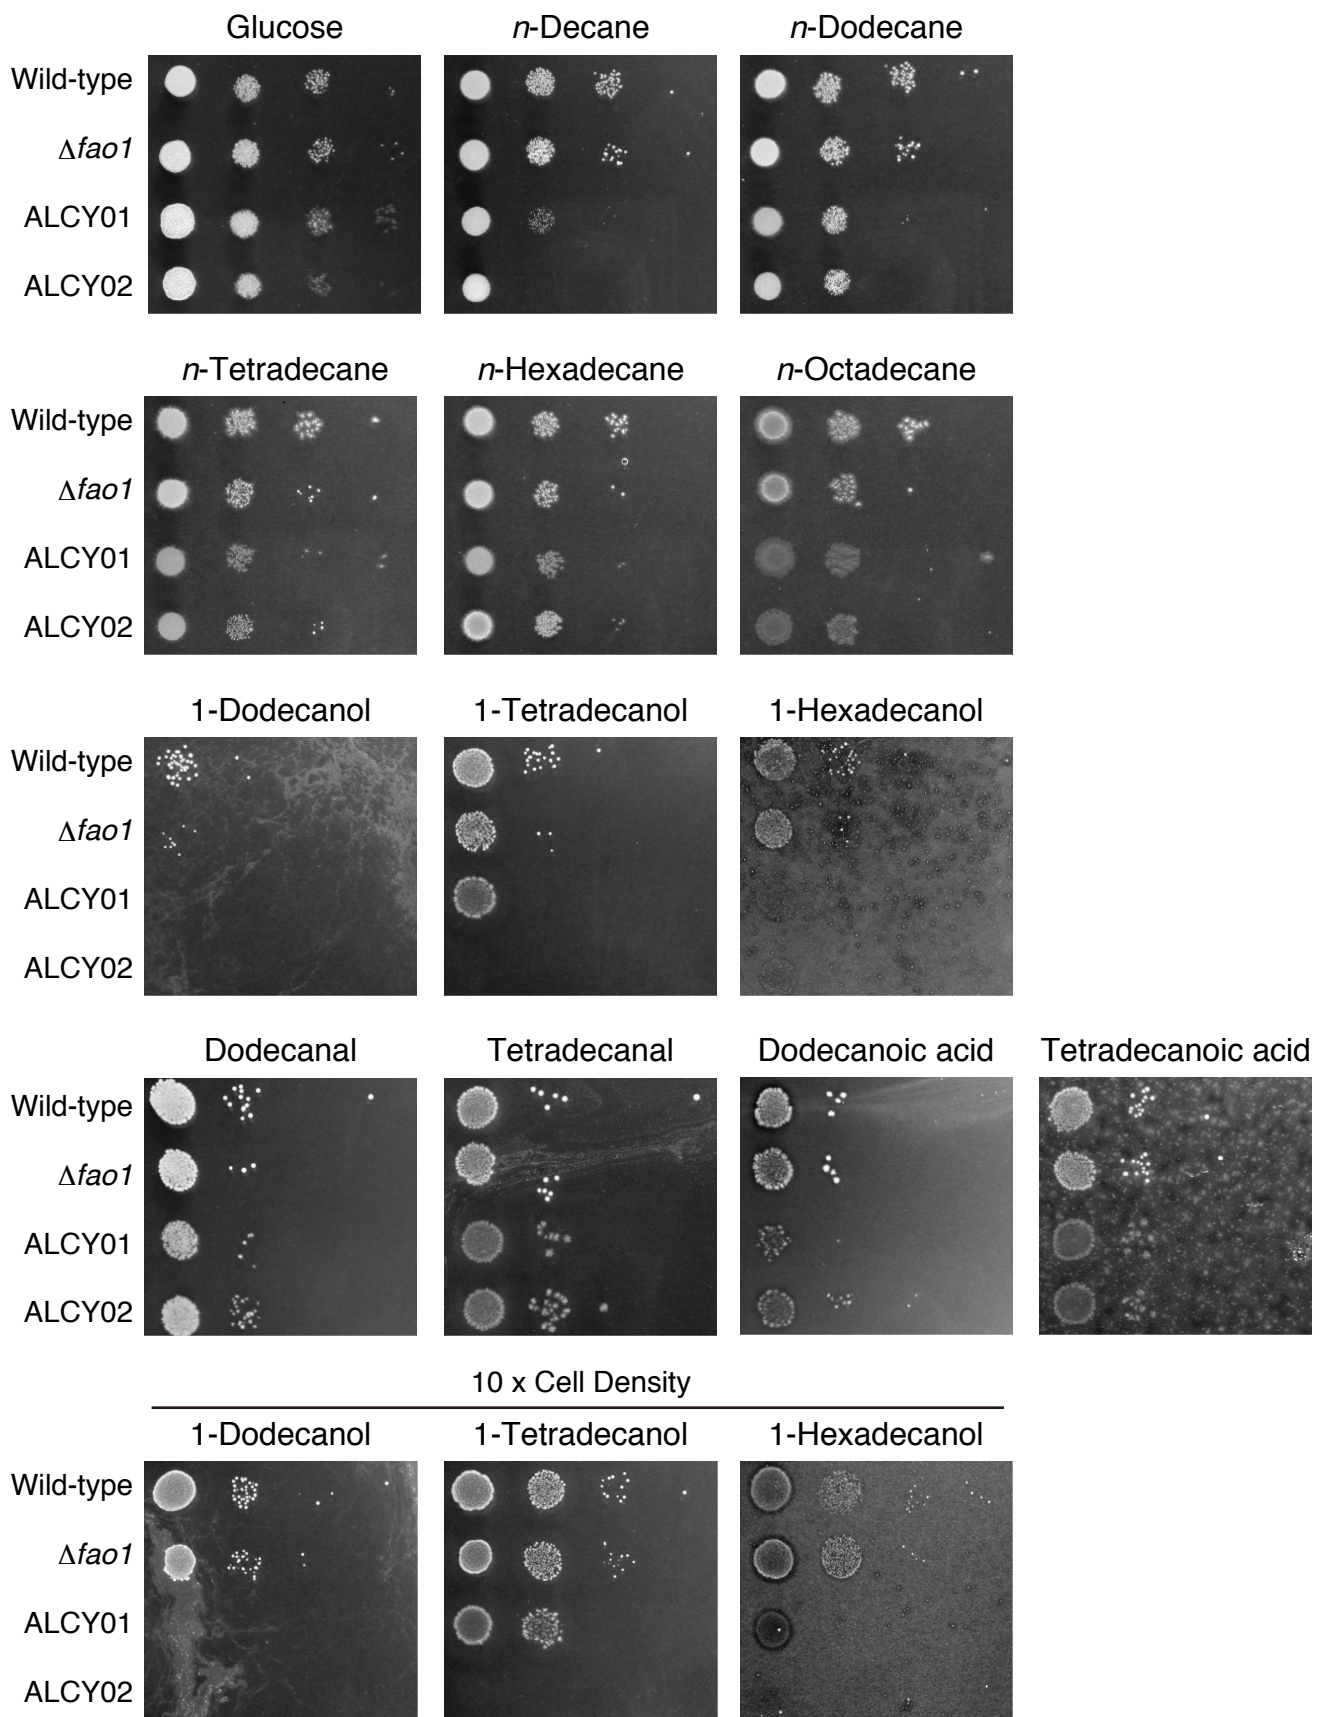 Glucose n-Decane n-Dodecane
Wild-type
Δfao1
ALCY01
ALCY02
n-Tetradecane n-Hexadecane n-Octadecane
Wild-type
Δfao1
ALCY01
ALCY02
1-Dodecanol 1-Tetradecanol 1-Hexadecanol
Wild-type
Δfao1
ALCY01
ALCY02
Dodecanal Tetradecanal Dodecanoic acid Tetradecanoic acid
Wild-type
Δfao1
ALCY01
ALCY02
10 x Cell Density
1-Dodecanol 1-Tetradecanol 1-Hexadecanol
Wild-type
Δfao1
ALCY01
ALCY02